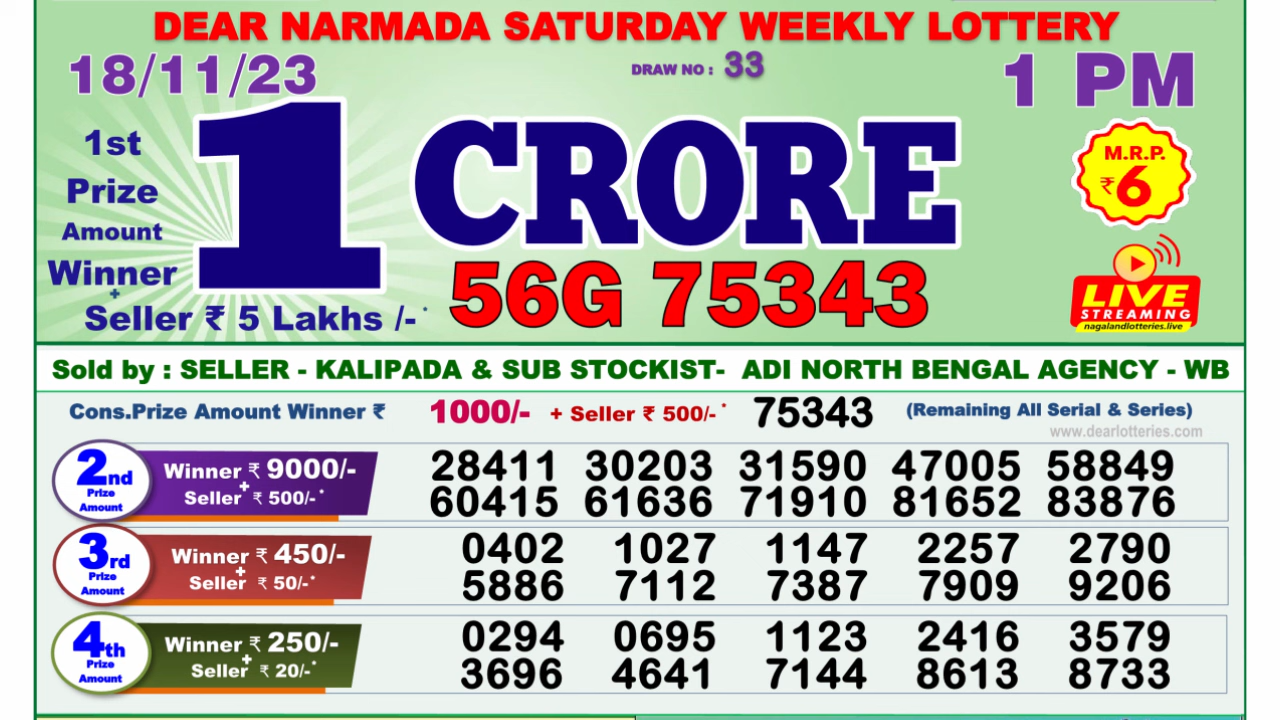 DEAR NARMADA SATURDAY WEEKLY LOTTERY
18/11/23
DRAW NO : 33
1 PM
1st
Prize
Amount
Winner
+
Seller ₹ 5 Lakhs /-*
1 CRORE
56G 75343
M.R.P.
₹6
LIVE
STREAMING
nagalandlotteries.live
Sold by : SELLER - KALIPADA & SUB STOCKIST- ADI NORTH BENGAL AGENCY - WB
Cons.Prize Amount Winner ₹ 1000/- + Seller ₹ 500/-* 75343 (Remaining All Serial & Series)
www.dearlotteries.com
2nd
Prize
Amount
Winner ₹ 9000/-
+
Seller ₹ 500/-*
28411 30203 31590 47005 58849
60415 61636 71910 81652 83876
3rd
Prize
Amount
Winner ₹ 450/-
+
Seller ₹ 50/-*
0402 1027 1147 2257 2790
5886 7112 7387 7909 9206
4th
Prize
Amount
Winner ₹ 250/-
+
Seller ₹ 20/-*
0294 0695 1123 2416 3579
3696 4641 7144 8613 8733